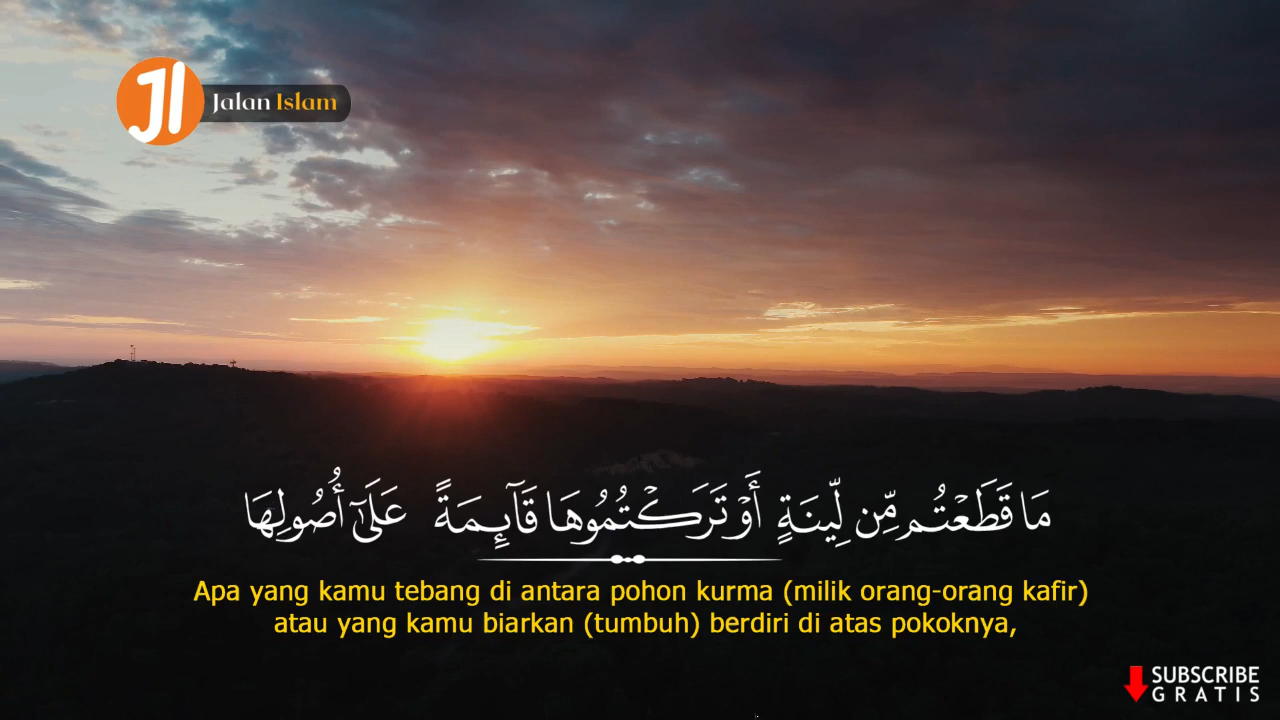 Jalan Islam
مَا قَطَعْتُم مِّن لِّينَةٍ أَوْ تَرَكْتُمُوهَا قَآئِمَةً عَلَىٰٓ أُصُولِهَا
Apa yang kamu tebang di antara pohon kurma (milik orang-orang kafir)
atau yang kamu biarkan (tumbuh) berdiri di atas pokoknya,
SUBSCRIBE
GRATIS